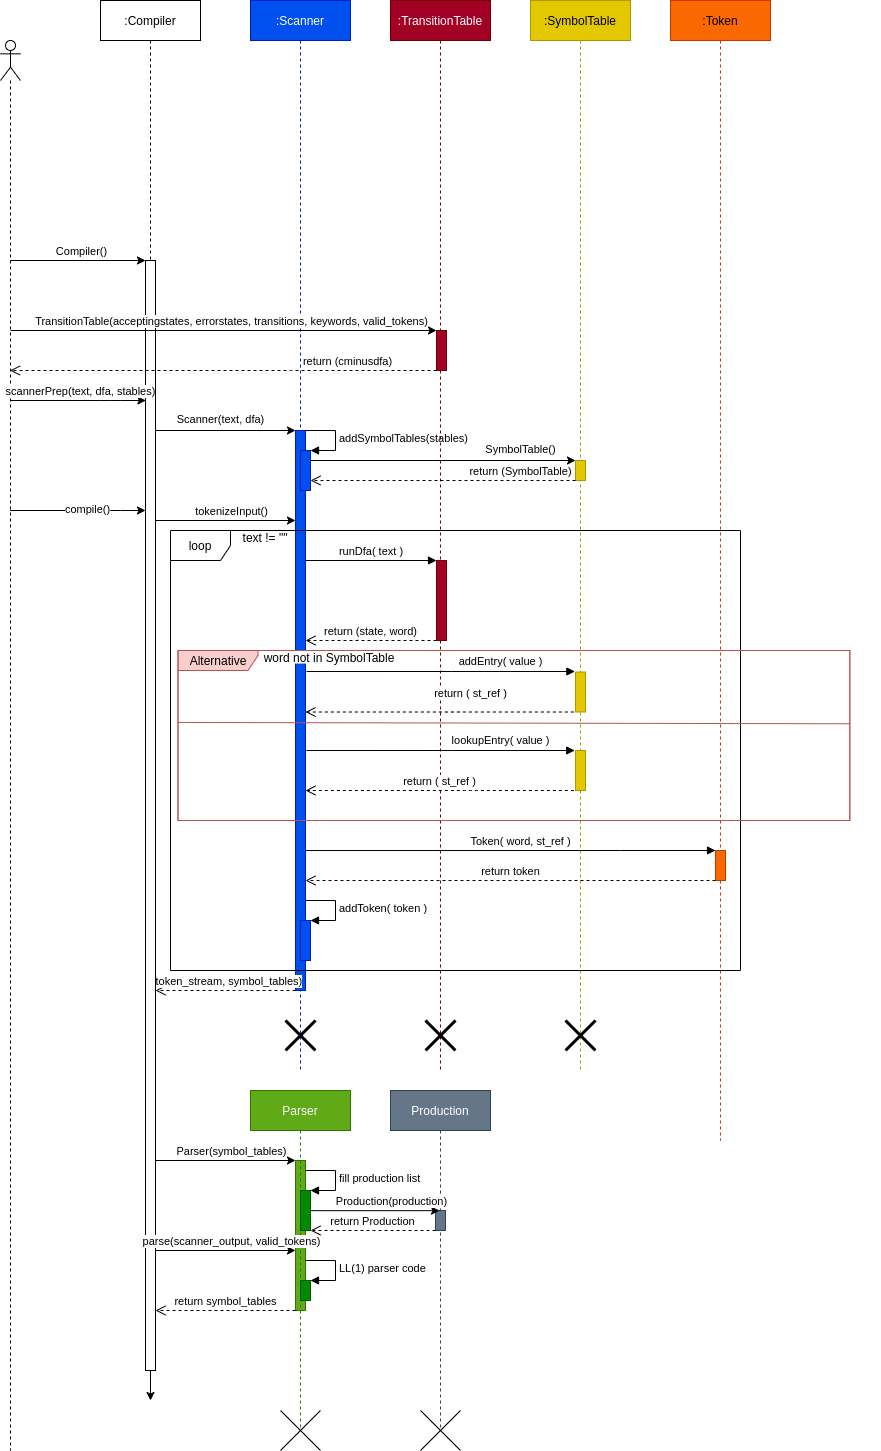 :Compiler
:Scanner
:TransitionTable
:SymbolTable
:Token
Compiler()
TransitionTable(acceptingstates, errorstates, transitions, keywords, valid_tokens)
return (cminusdfa)
scannerPrep(text, dfa, stables)
Scanner(text, dfa)
addSymbolTables(stables)
SymbolTable()
return (SymbolTable)
compile()
tokenizeInput()
loop
text != ""
runDfa( text )
return (state, word)
Alternative
word not in SymbolTable
addEntry( value )
return ( st_ref )
lookupEntry( value )
return ( st_ref )
Token( word, st_ref )
return token
addToken( token )
token_stream, symbol_tables)
Parser
Production
Parser(symbol_tables)
fill production list
Production(production)
return Production
parse(scanner_output, valid_tokens)
LL(1) parser code
return symbol_tables